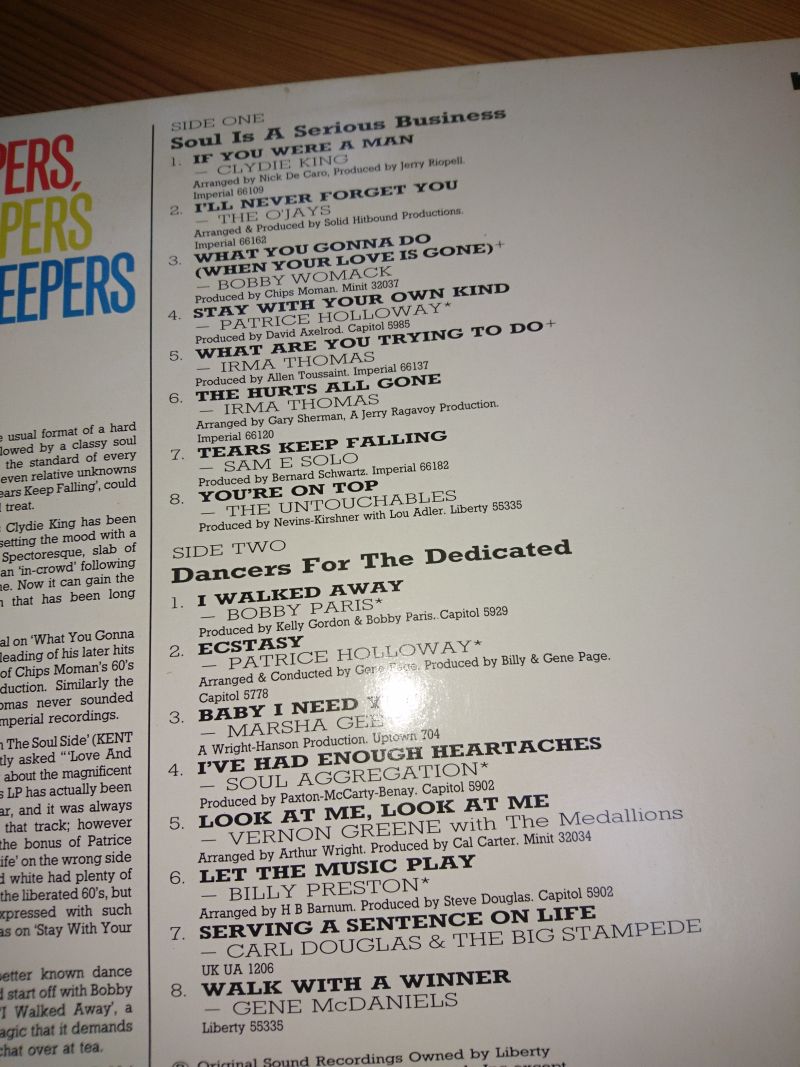 PERS,
PERS
EEPERS
usual format of a hard
lowed by a classy soul
the standard of every
even relative unknowns
ears Keep Falling', could
treat.
Clydie King has been
setting the mood with a
Spectoresque, slab of
an 'in-crowd' following
ne. Now it can gain the
that has been long
al on 'What You Gonna
leading of his later hits
of Chips Moman's 60's
duction. Similarly the
omas never sounded
mperial recordings.
The Soul Side' (KENT
tly asked "'Love And
about the magnificent
s LP has actually been
ar, and it was always
that track; however
the bonus of Patrice
ife' on the wrong side
d white had plenty of
the liberated 60's, but
xpressed with such
as on 'Stay With Your
etter known dance
d start off with Bobby
'I Walked Away', a
agic that it demands
chat over at tea.
SIDE ONE
Soul Is A Serious Business
1. IF YOU WERE A MAN
— CLYDIE KING
Arranged by Nick De Caro, Produced by Jerry Riopell.
Imperial 66109
2. I'LL NEVER FORGET YOU
— THE O'JAYS
Arranged & Produced by Solid Hitbound Productions.
Imperial 66162
3. WHAT YOU GONNA DO
(WHEN YOUR LOVE IS GONE)+
— BOBBY WOMACK
Produced by Chips Moman. Minit 32037
4. STAY WITH YOUR OWN KIND
— PATRICE HOLLOWAY*
Produced by David Axelrod. Capitol 5985
5. WHAT ARE YOU TRYING TO DO+
— IRMA THOMAS
Produced by Allen Toussaint. Imperial 66137
6. THE HURTS ALL GONE
— IRMA THOMAS
Arranged by Gary Sherman, A Jerry Ragavoy Production.
Imperial 66120
7. TEARS KEEP FALLING
— SAM E SOLO
Produced by Bernard Schwartz. Imperial 66182
8. YOU'RE ON TOP
— THE UNTOUCHABLES
Produced by Nevins-Kirshner with Lou Adler. Liberty 55335
SIDE TWO
Dancers For The Dedicated
1. I WALKED AWAY
— BOBBY PARIS*
Produced by Kelly Gordon & Bobby Paris. Capitol 5929
2. ECSTASY
— PATRICE HOLLOWAY*
Arranged & Conducted by Gene Page. Produced by Billy & Gene Page.
Capitol 5778
3. BABY I NEED
— MARSHA GEE
A Wright-Hanson Production. Uptown 704
4. I'VE HAD ENOUGH HEARTACHES
— SOUL AGGREGATION*
Produced by Paxton-McCarty-Benay. Capitol 5902
5. LOOK AT ME, LOOK AT ME
— VERNON GREENE with The Medallions
Arranged by Arthur Wright. Produced by Cal Carter. Minit 32034
6. LET THE MUSIC PLAY
— BILLY PRESTON*
Arranged by H B Barnum. Produced by Steve Douglas. Capitol 5902
7. SERVING A SENTENCE ON LIFE
— CARL DOUGLAS & THE BIG STAMPEDE
UK UA 1206
8. WALK WITH A WINNER
— GENE McDANIELS
Liberty 55335
Ⓟ Original Sound Recordings Owned by Liberty